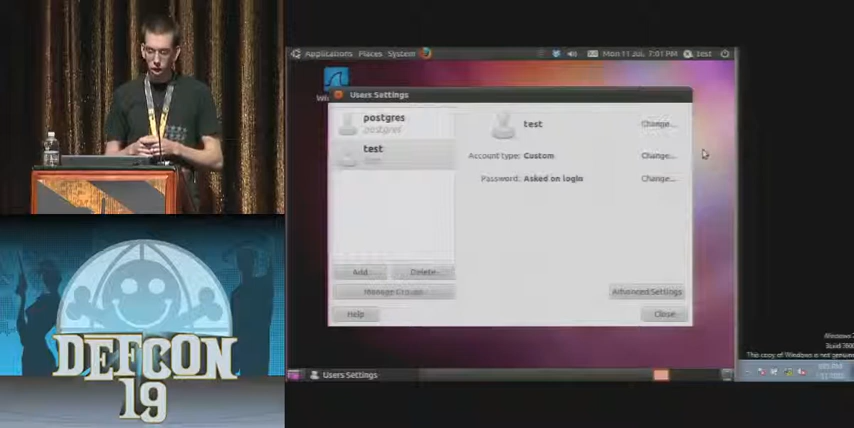 Applications Places System
Mon 11 Jul, 7:01 PM
test
Users Settings
postgres
postgres
test
test
Change...
Account type: Custom
Change...
Password: Asked on login
Change...
Add
Delete
Manage Groups
Advanced Settings
Help
Close
Users Settings
This copy of Windows is not genuine
DEFCON
19